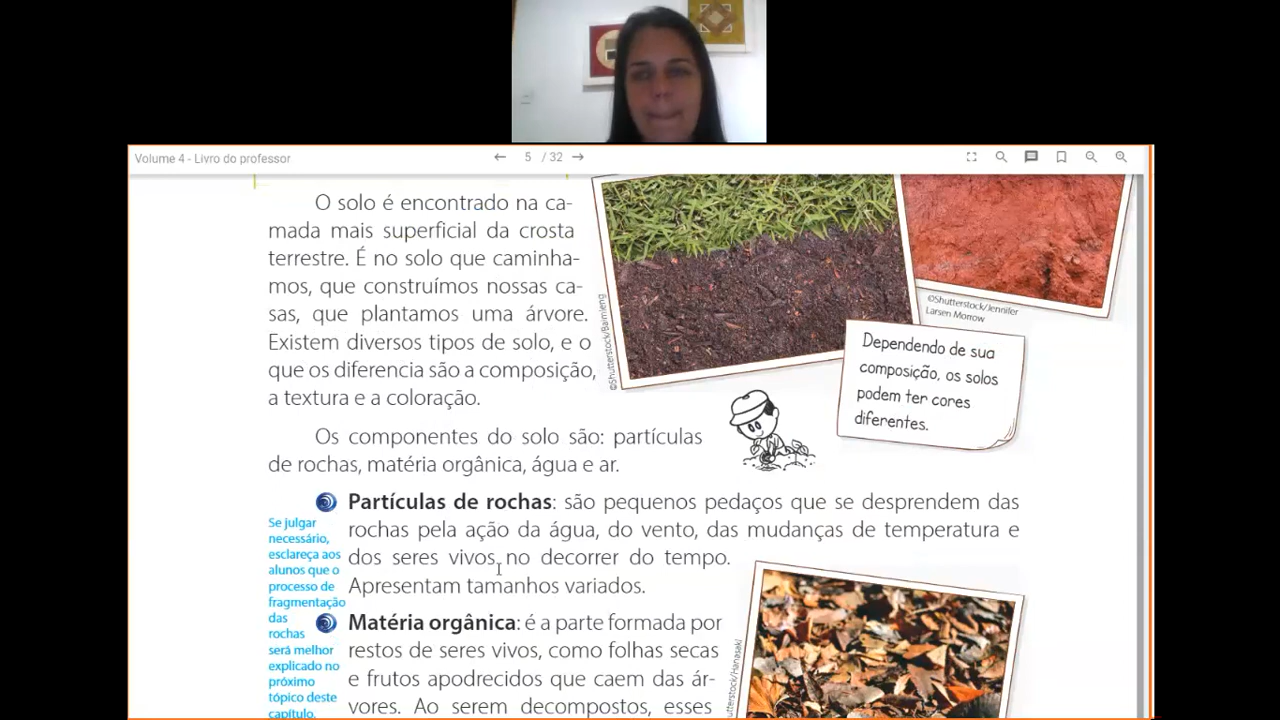 Volume 4 - Livro do professor
5 / 32
O solo é encontrado na ca-
mada mais superficial da crosta
terrestre. É no solo que caminha-
mos, que construímos nossas ca-
sas, que plantamos uma árvore.
Existem diversos tipos de solo, e o
que os diferencia são a composição,
a textura e a coloração.
©Shutterstock/Baimieng
©Shutterstock/Jennifer
Larsen Morrow
Dependendo de sua
composição, os solos
podem ter cores
diferentes.
Os componentes do solo são: partículas
de rochas, matéria orgânica, água e ar.
Partículas de rochas: são pequenos pedaços que se desprendem das
rochas pela ação da água, do vento, das mudanças de temperatura e
dos seres vivos no decorrer do tempo.
Apresentam tamanhos variados.
Se julgar
necessário,
esclareça aos
alunos que o
processo de
fragmentação
das
rochas
será melhor
explicado no
próximo
tópico deste
capítulo.
Matéria orgânica: é a parte formada por
restos de seres vivos, como folhas secas
e frutos apodrecidos que caem das ár-
vores. Ao serem decompostos, esses